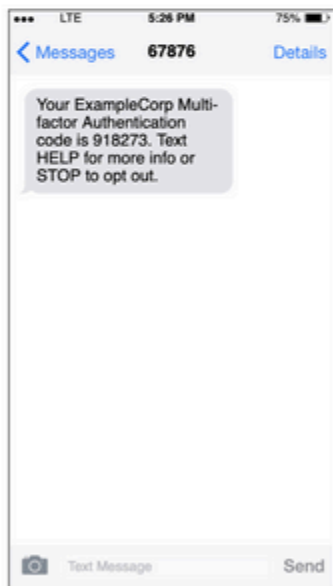 LTE 5:26 PM 75%
Messages 67876 Details
Your ExampleCorp Multi-
factor Authentication
code is 918273. Text
HELP for more info or
STOP to opt out.
Text Message Send